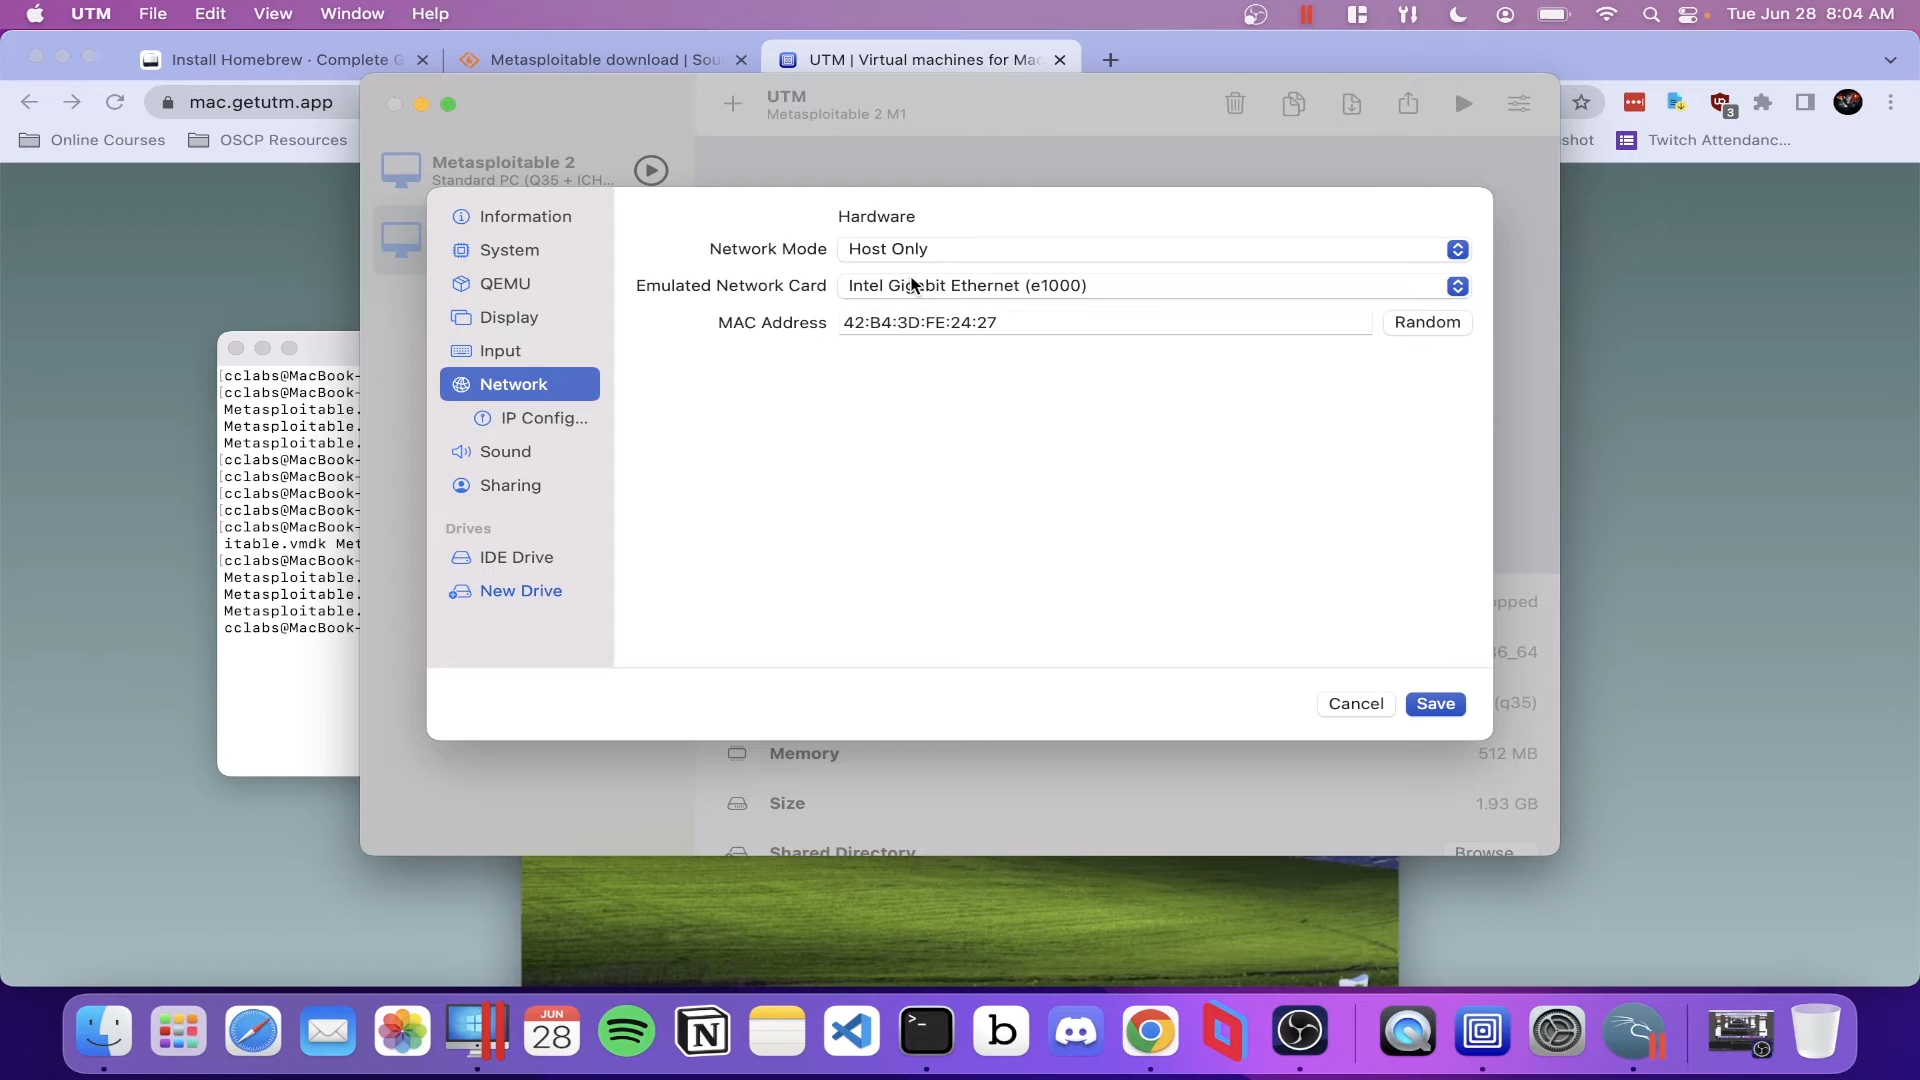 UTM File Edit View Window Help
Tue Jun 28 8:04 AM
Install Homebrew · Complete G
Metasploitable download | Sou
UTM | Virtual machines for Mac
mac.getutm.app
3
Online Courses
OSCP Resources
shot
Twitch Attendanc...
UTM
Metasploitable 2 M1
Metasploitable 2
Standard PC (Q35 + ICH...
Information
System
QEMU
Display
Input
Network
IP Config...
Sound
Sharing
Drives
IDE Drive
New Drive
Hardware
Network Mode Host Only
Emulated Network Card Intel Gigabit Ethernet (e1000)
MAC Address 42:B4:3D:FE:24:27 Random
Cancel Save
[cclabs@MacBook-
[cclabs@MacBook-
Metasploitable.
Metasploitable.
Metasploitable.
[cclabs@MacBook-
[cclabs@MacBook-
[cclabs@MacBook-
[cclabs@MacBook-
[cclabs@MacBook-
itable.vmdk Met
[cclabs@MacBook-
Metasploitable.
Metasploitable.
Metasploitable.
cclabs@MacBook-
opped
86_64
(q35)
Memory 512 MB
Size 1.93 GB
Shared Directory Browse
JUN
28